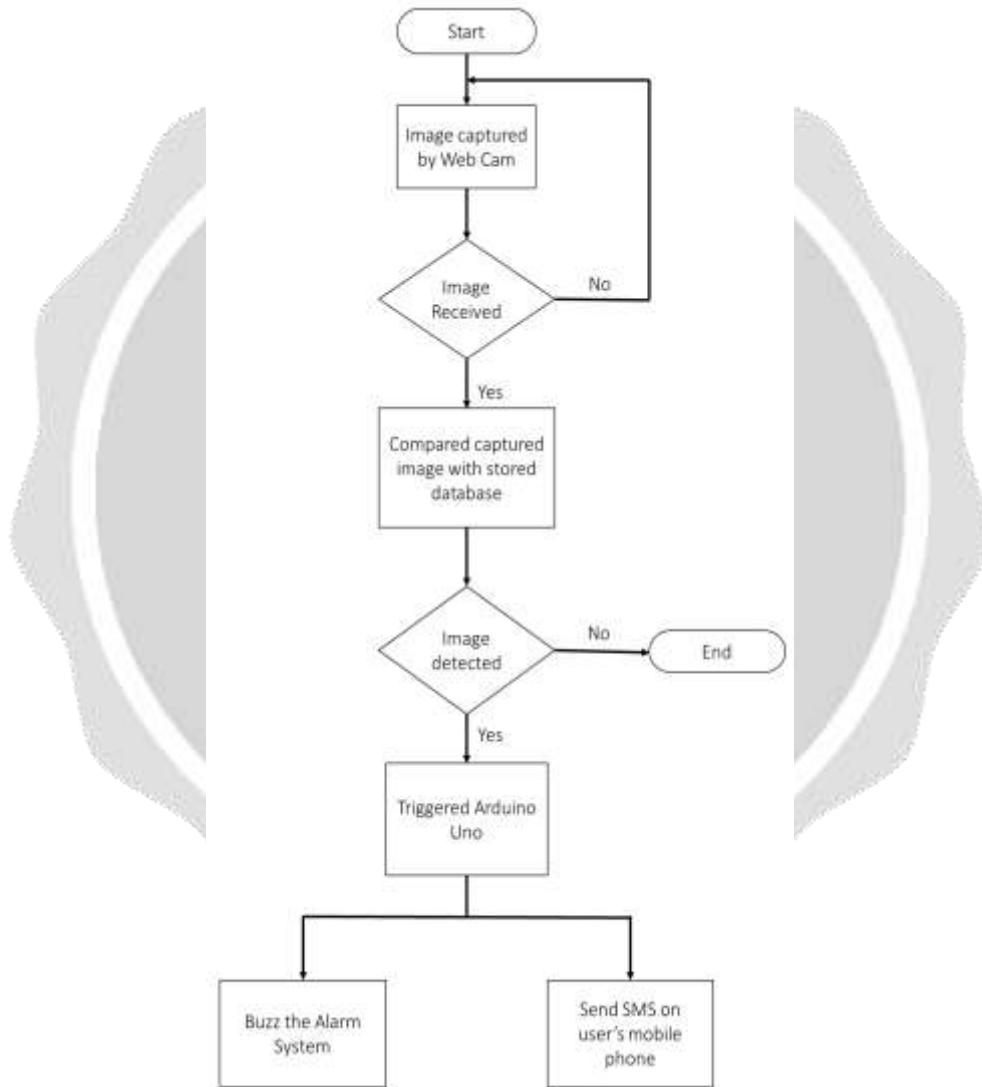 Start
Image captured
by Web Cam
Image
Received
No
Yes
Compared captured
image with stored
database
Image
detected
No
End
Yes
Triggered Arduino
Uno
Buzz the Alarm
System
Send SMS on
user's mobile
phone